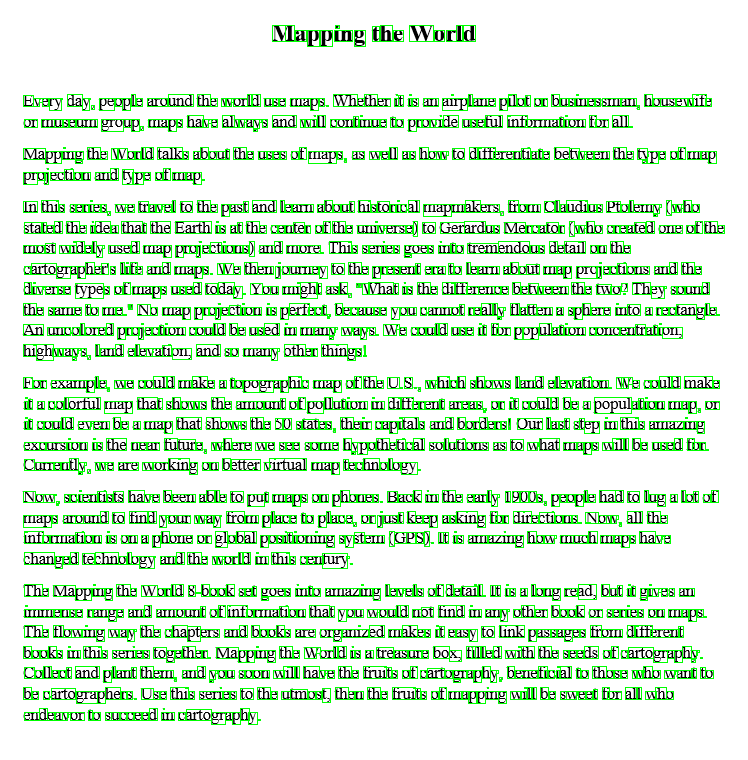 Mapping the World
Every day, people around the world use maps. Whether it is an airplane pilot or businessman, housewife
or museum group, maps have always and will continue to provide useful information for all.
Mapping the World talks about the uses of maps, as well as how to differentiate between the type of map
projection and type of map.
In this series, we travel to the past and learn about historical mapmakers, from Claudius Ptolemy (who
stated the idea that the Earth is at the center of the universe) to Gerardus Mercator (who created one of the
most widely used map projections) and more. This series goes into tremendous detail on the
cartographer's life and maps. We then journey to the present era to learn about map projections and the
diverse types of maps used today. You might ask, "What is the difference between the two? They sound
the same to me." No map projection is perfect, because you cannot really flatten a sphere into a rectangle.
An uncolored projection could be used in many ways. We could use it for population concentration,
highways, land elevation, and so many other things!
For example, we could make a topographic map of the U.S., which shows land elevation. We could make
it a colorful map that shows the amount of pollution in different areas, or it could be a population map, or
it could even be a map that shows the 50 states, their capitals and borders! Our last step in this amazing
excursion is the near future, where we see some hypothetical solutions as to what maps will be used for.
Currently, we are working on better virtual map technology.
Now, scientists have been able to put maps on phones. Back in the early 1900s, people had to lug a lot of
maps around to find your way from place to place, or just keep asking for directions. Now, all the
information is on a phone or global positioning system (GPS). It is amazing how much maps have
changed technology and the world in this century.
The Mapping the World 8-book set goes into amazing levels of detail. It is a long read, but it gives an
immense range and amount of information that you would not find in any other book or series on maps.
The flowing way the chapters and books are organized makes it easy to link passages from different
books in this series together. Mapping the World is a treasure box, filled with the seeds of cartography.
Collect and plant them, and you soon will have the fruits of cartography, beneficial to those who want to
be cartographers. Use this series to the utmost, then the fruits of mapping will be sweet for all who
endeavor to succeed in cartography.